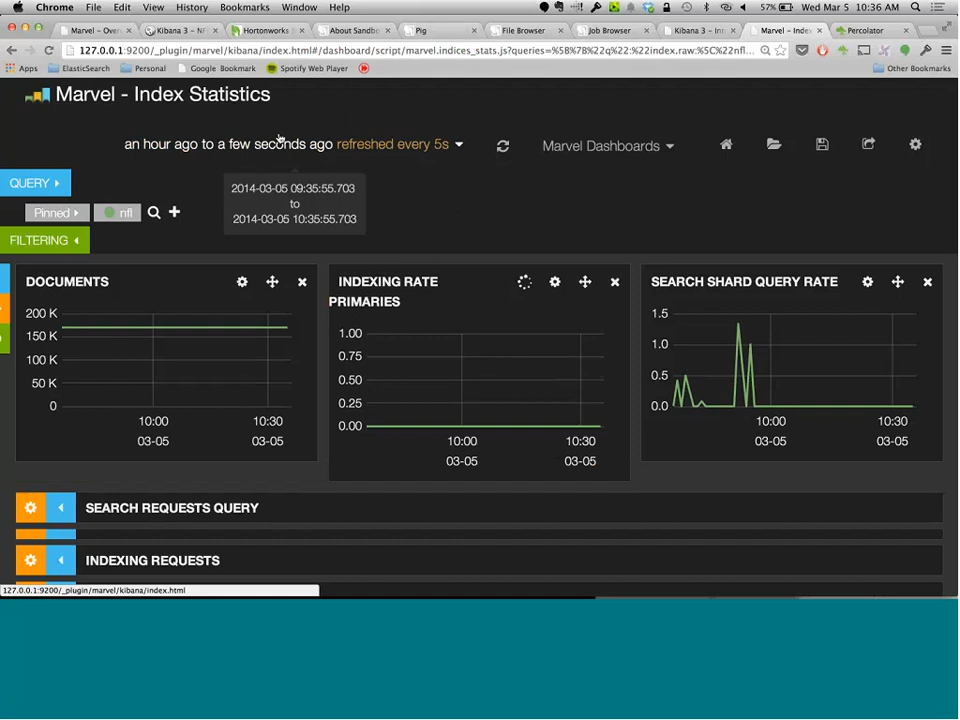 Chrome File Edit View History Bookmarks Window Help 57% Wed Mar 5 10:36 AM
Marvel - Over Kibana 3 - NF Hortonworks About Sandbo Pig File Browser Job Browser Kibana 3 - Int Marvel - Index Percolator
127.0.0.1:9200/_plugin/marvel/kibana/index.html#/dashboard/script/marvel.indices_stats.js?queries=%5B%7B%22q%22:%22index.raw:%5C%22nfl...
Apps ElasticSearch Personal Google Bookmark Spotify Web Player Other Bookmarks
Marvel - Index Statistics
an hour ago to a few seconds ago refreshed every 5s Marvel Dashboards
2014-03-05 09:35:55.703
to
2014-03-05 10:35:55.703
QUERY
Pinned nfl
FILTERING
DOCUMENTS
200 K
150 K
100 K
50 K
0
10:00 10:30
03-05 03-05
INDEXING RATE
PRIMARIES
1.00
0.75
0.50
0.25
0.00
10:00 10:30
03-05 03-05
SEARCH SHARD QUERY RATE
1.5
1.0
0.5
0.0
10:00 10:30
03-05 03-05
SEARCH REQUESTS QUERY
INDEXING REQUESTS
127.0.0.1:9200/_plugin/marvel/kibana/index.html